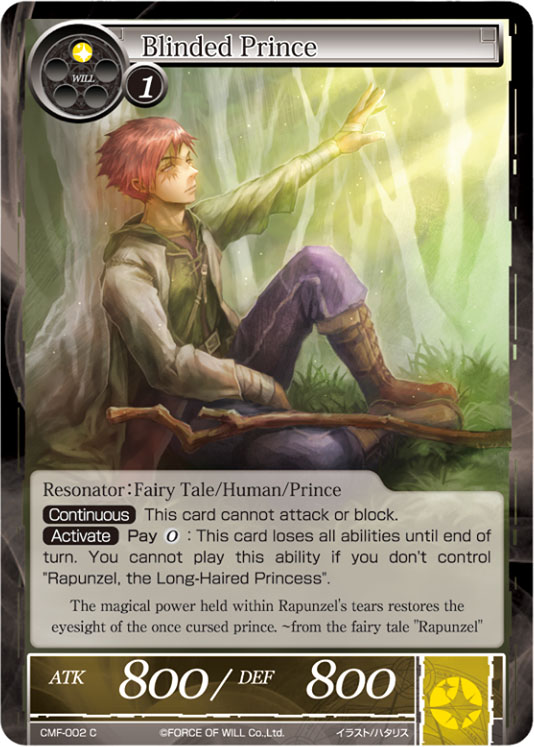 Blinded Prince
WILL
1
Resonator:Fairy Tale/Human/Prince
Continuous This card cannot attack or block.
Activate Pay 0 : This card loses all abilities until end of
turn. You cannot play this ability if you don't control
"Rapunzel, the Long-Haired Princess".
The magical power held within Rapunzel's tears restores the
eyesight of the once cursed prince. ~from the fairy tale "Rapunzel"
ATK 800 / DEF 800
CMF-002 C ©FORCE OF WILL Co.,Ltd. イラスト/ハタリス